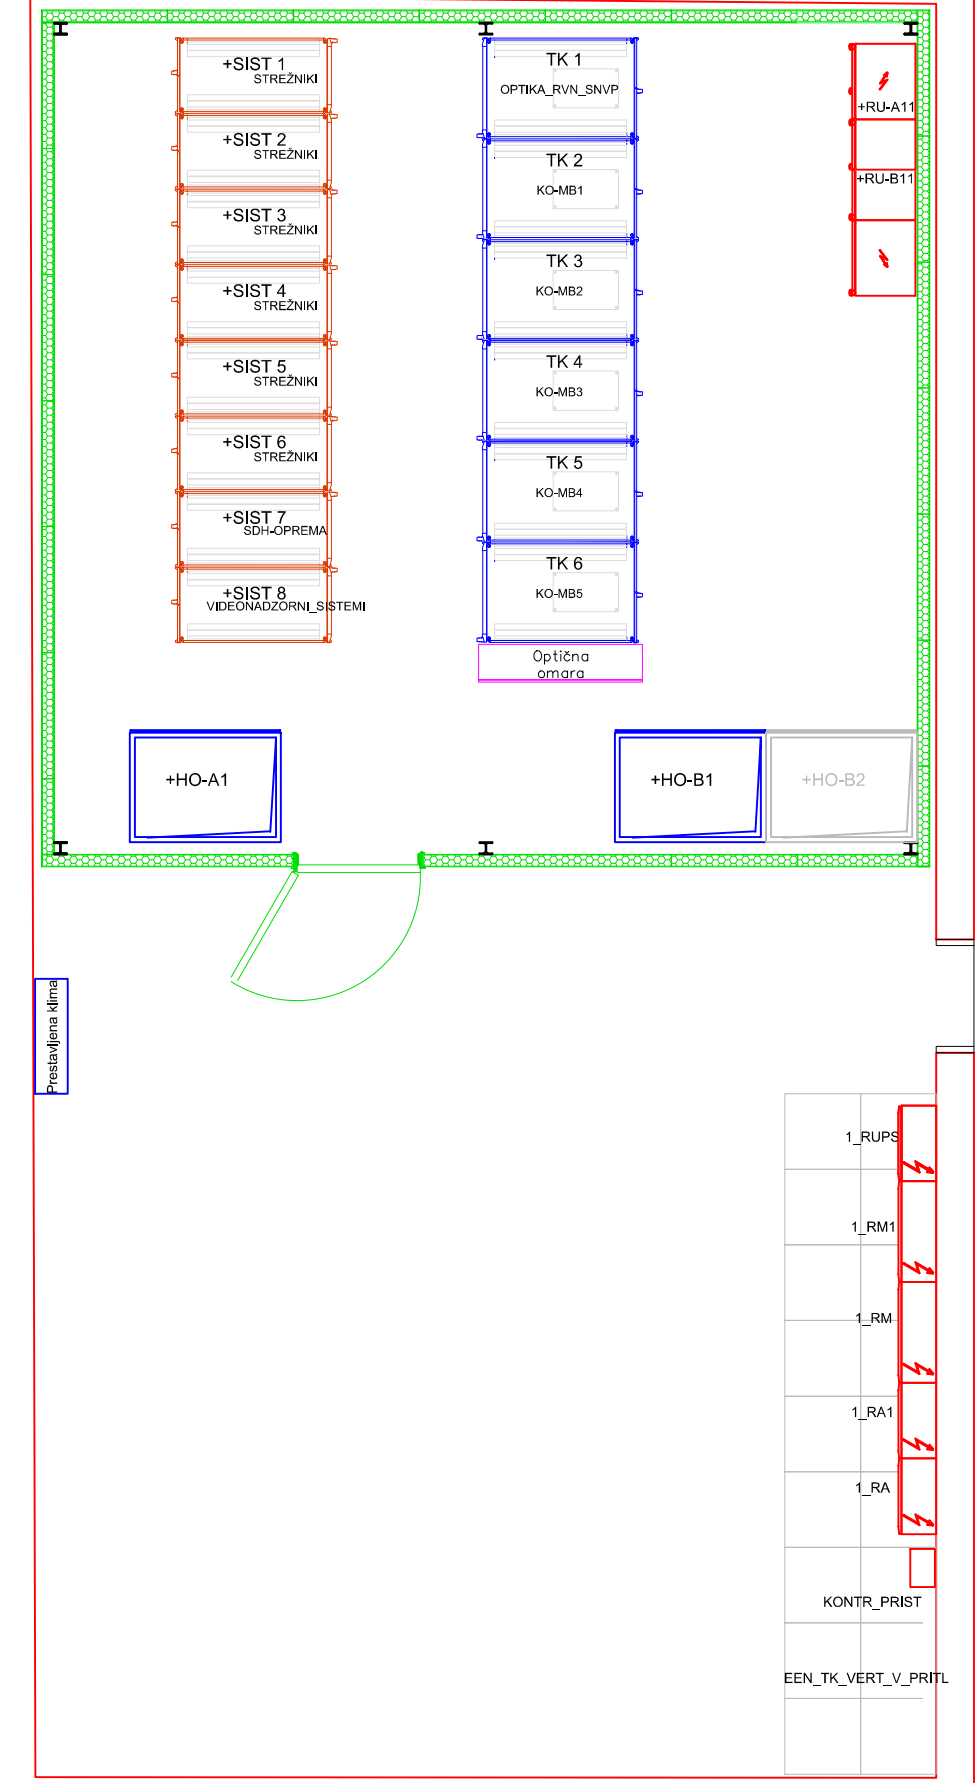 +SIST 1
STREŽNIKI
+SIST 2
STREŽNIKI
+SIST 3
STREŽNIKI
+SIST 4
STREŽNIKI
+SIST 5
STREŽNIKI
+SIST 6
STREŽNIKI
+SIST 7
SDH-OPREMA
+SIST 8
VIDEONADZORNI_SISTEMI
TK 1
OPTIKA_RVN_SNVP
TK 2
KO-MB1
TK 3
KO-MB2
TK 4
KO-MB3
TK 5
KO-MB4
TK 6
KO-MB5
Optična
omara
+RU-A11
+RU-B11
+HO-A1
+HO-B1
+HO-B2
Prestavljena klima
1_RUPS
1_RM1
1_RM
1_RA1
1_RA
KONTR_PRIST
EEN_TK_VERT_V_PRITL